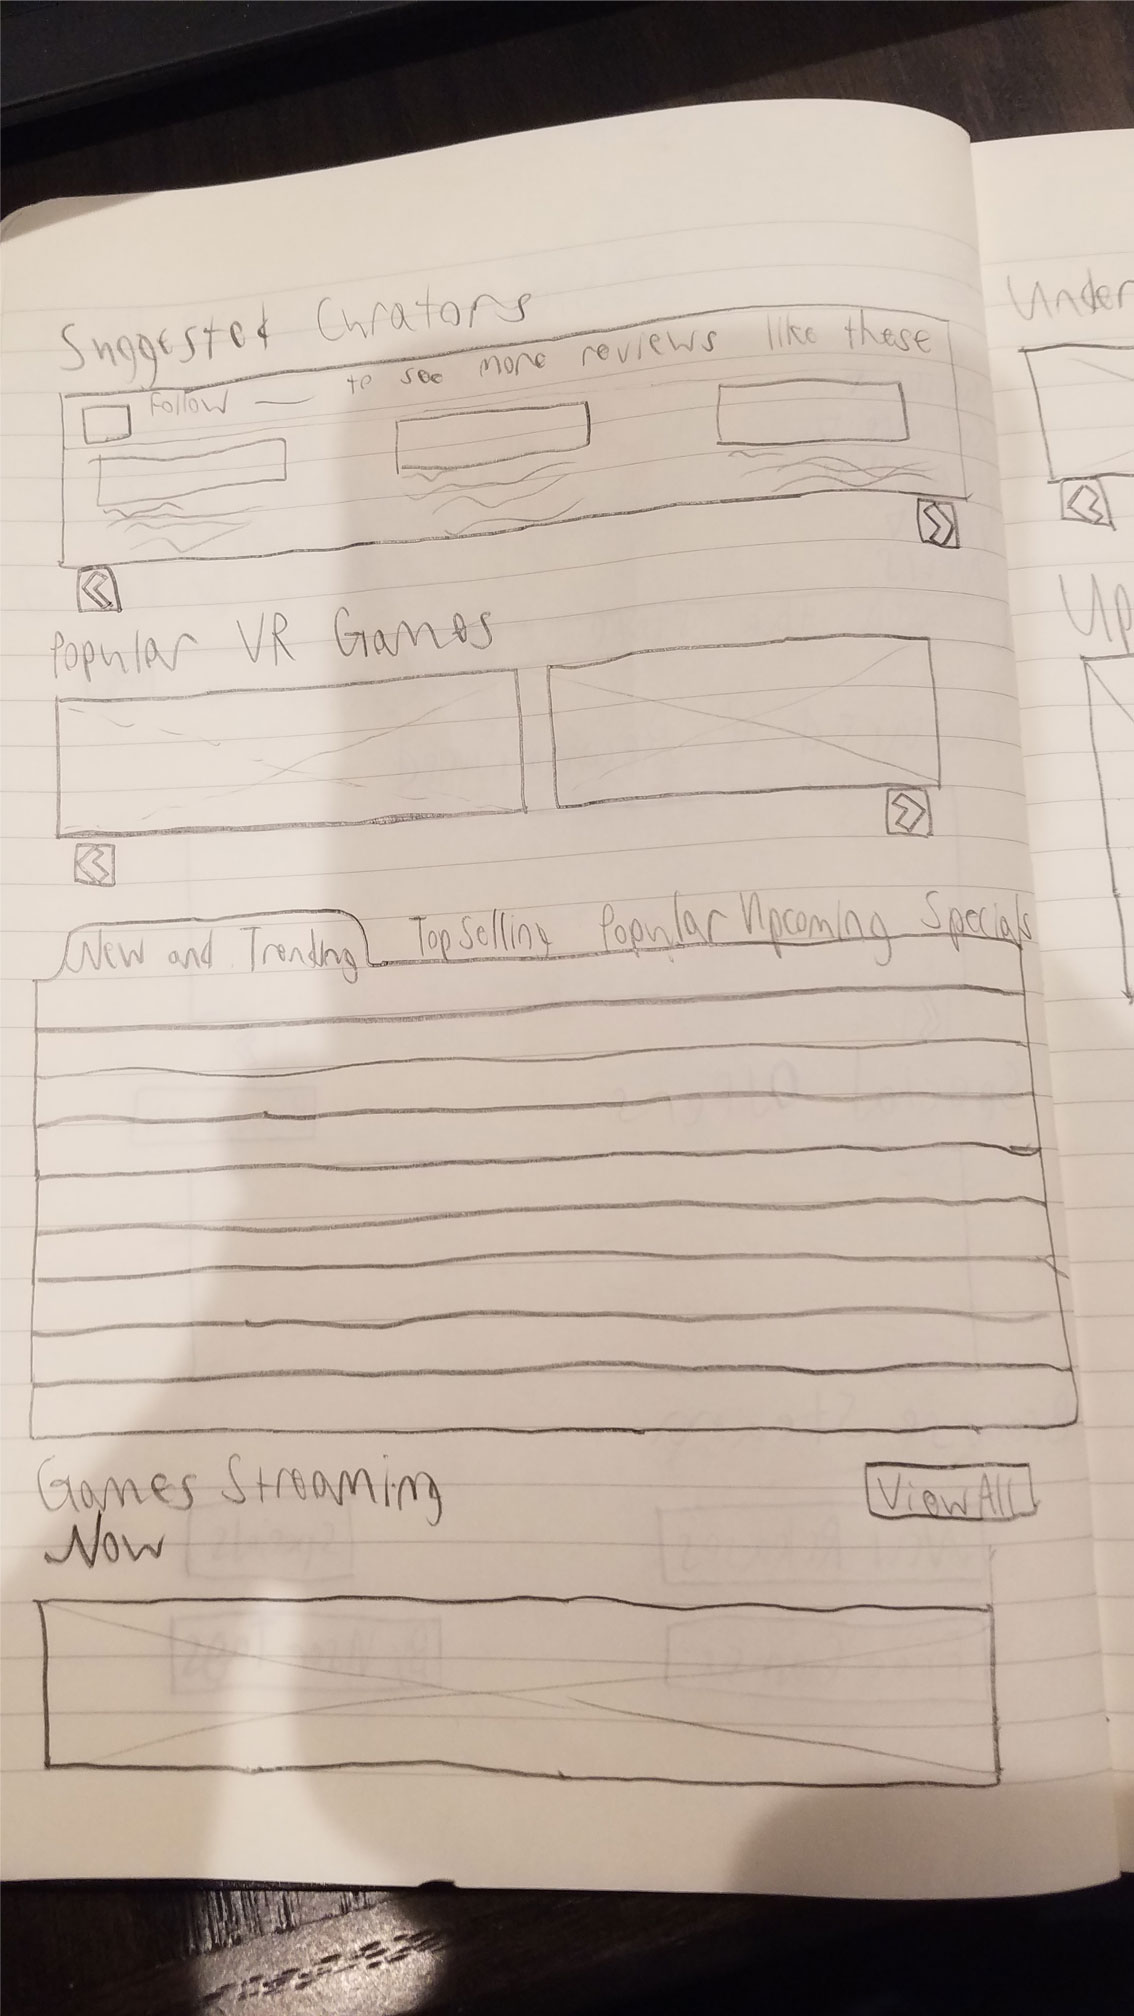 Suggested Curators
Follow — to see more reviews like these
Popular VR Games
New and Trending Top Selling Popular Upcoming Specials
Games Streaming
Now
View All
Under
Up